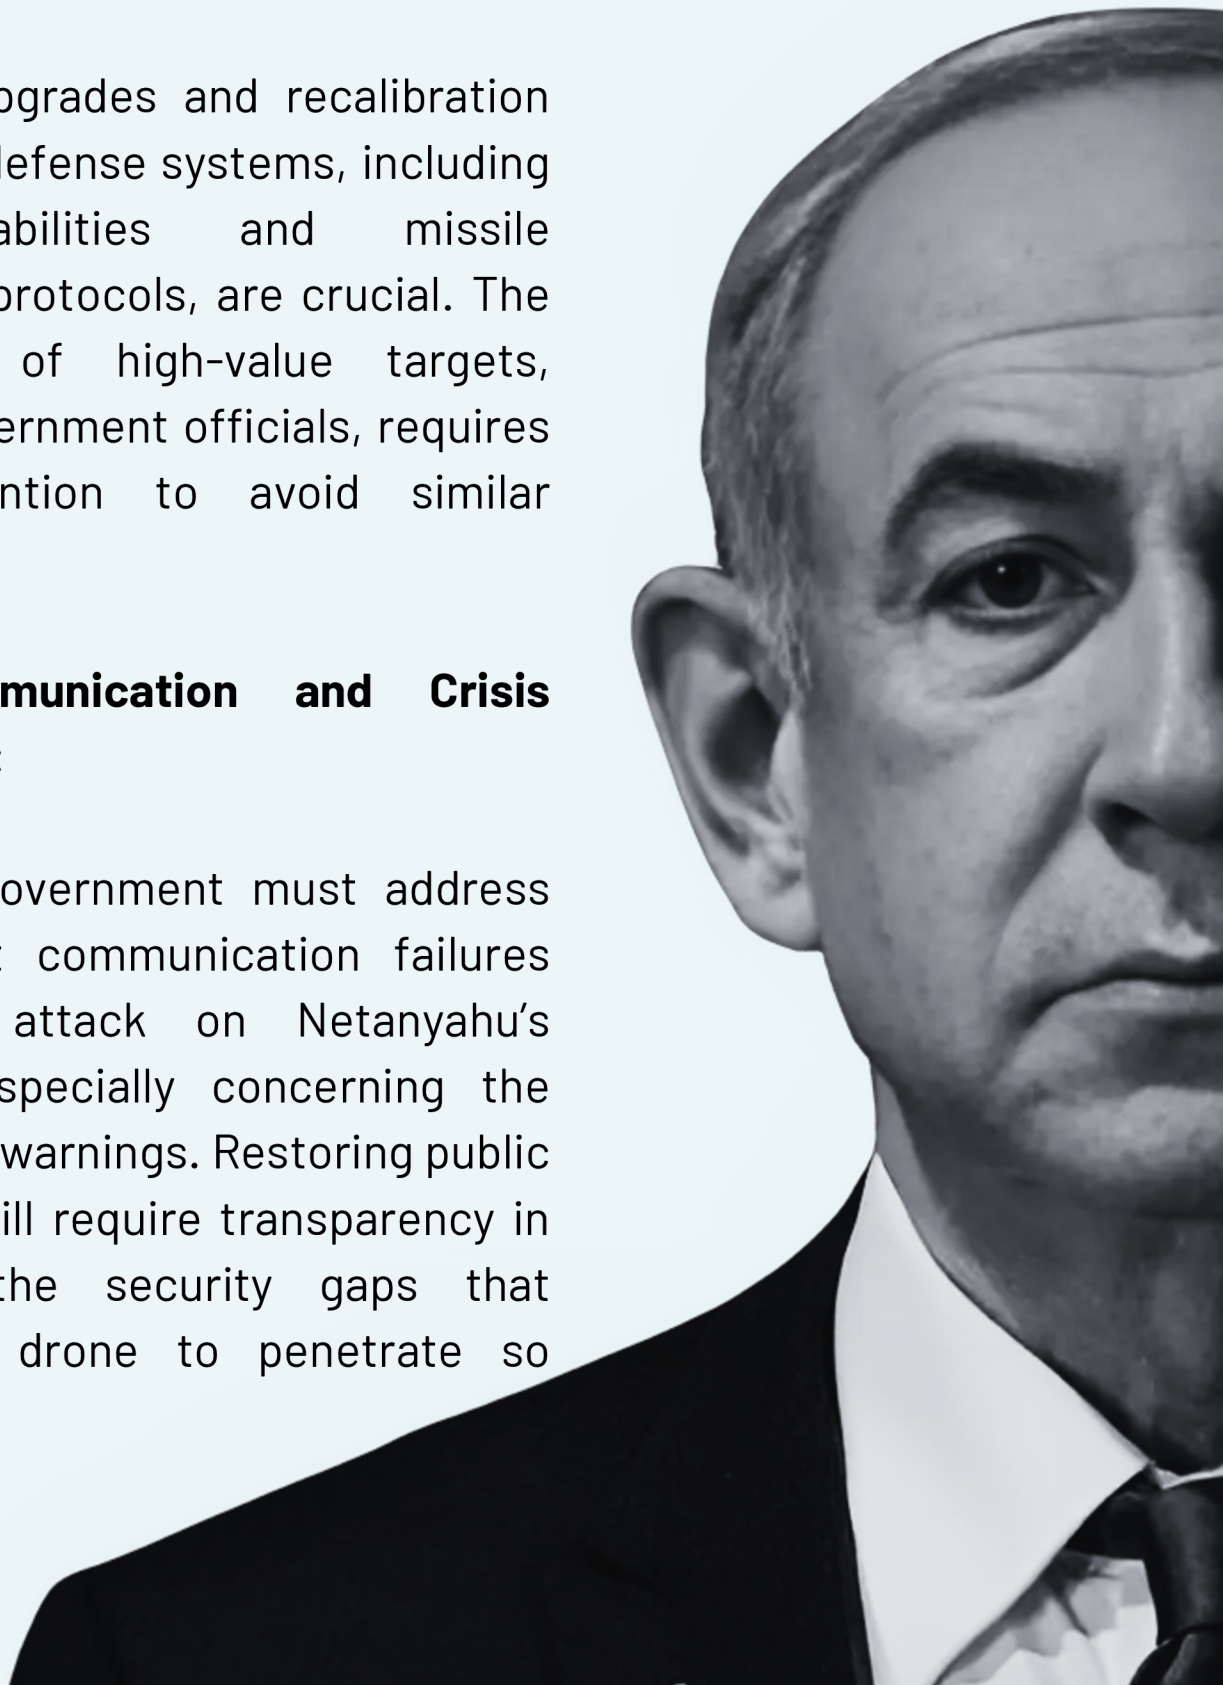 pgrades and recalibration
defense systems, including
abilities and missile
protocols, are crucial. The
of high-value targets,
ernment officials, requires
ntion to avoid similar
munication and Crisis
:
overnment must address
t communication failures
attack on Netanyahu’s
specially concerning the
warnings. Restoring public
ill require transparency in
the security gaps that
drone to penetrate so